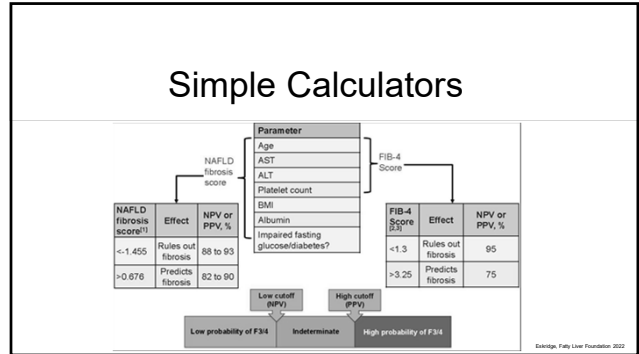 Simple Calculators
Parameter
Age
AST
ALT
Platelet count
BMI
Albumin
Impaired fasting
glucose/diabetes?
NAFLD
fibrosis
score
FIB-4
Score
NAFLD
fibrosis
score[1]
Effect
NPV or
PPV, %
<-1.455
Rules out
fibrosis
88 to 93
>0.676
Predicts
fibrosis
82 to 90
FIB-4
Score
[2,3]
Effect
NPV or
PPV, %
<1.3
Rules out
fibrosis
95
>3.25
Predicts
fibrosis
75
Low cutoff
(NPV)
High cutoff
(PPV)
Low probability of F3/4
Indeterminate
High probability of F3/4
Eskridge, Fatty Liver Foundation 2022